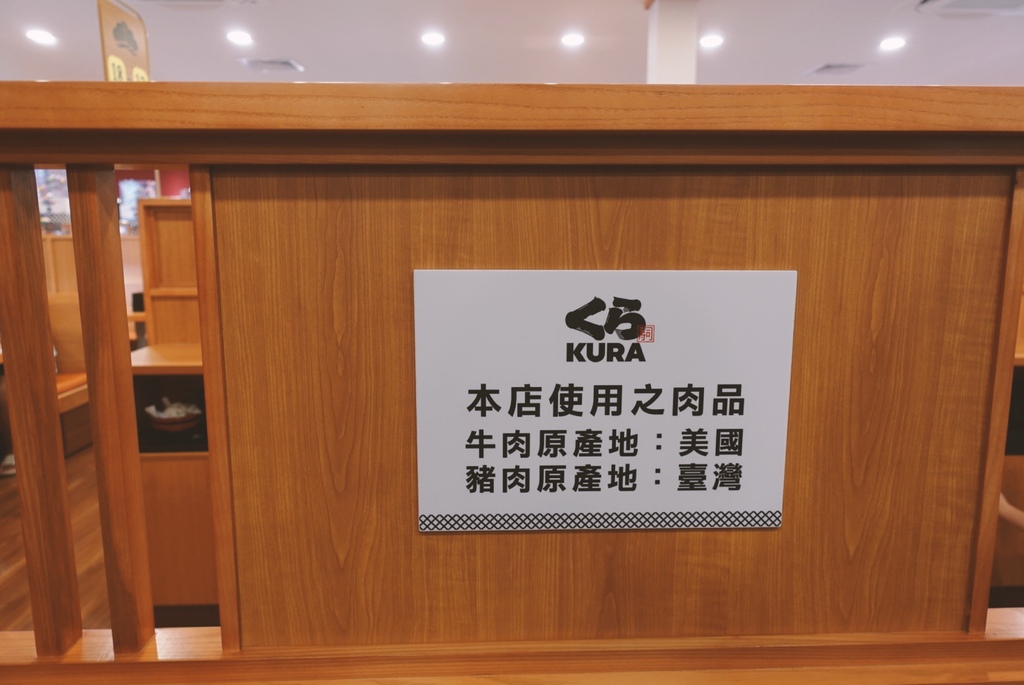 18
くら
KURA
本店使用之肉品
牛肉原產地：美國
豬肉原產地：臺灣